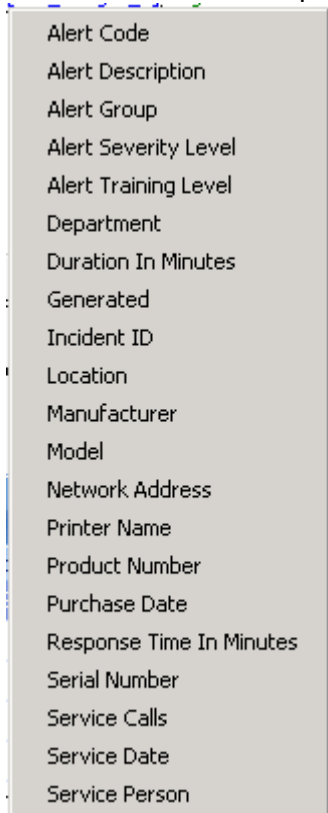 Alert Code
Alert Description
Alert Group
Alert Severity Level
Alert Training Level
Department
Duration In Minutes
Generated
Incident ID
Location
Manufacturer
Model
Network Address
Printer Name
Product Number
Purchase Date
Response Time In Minutes
Serial Number
Service Calls
Service Date
Service Person